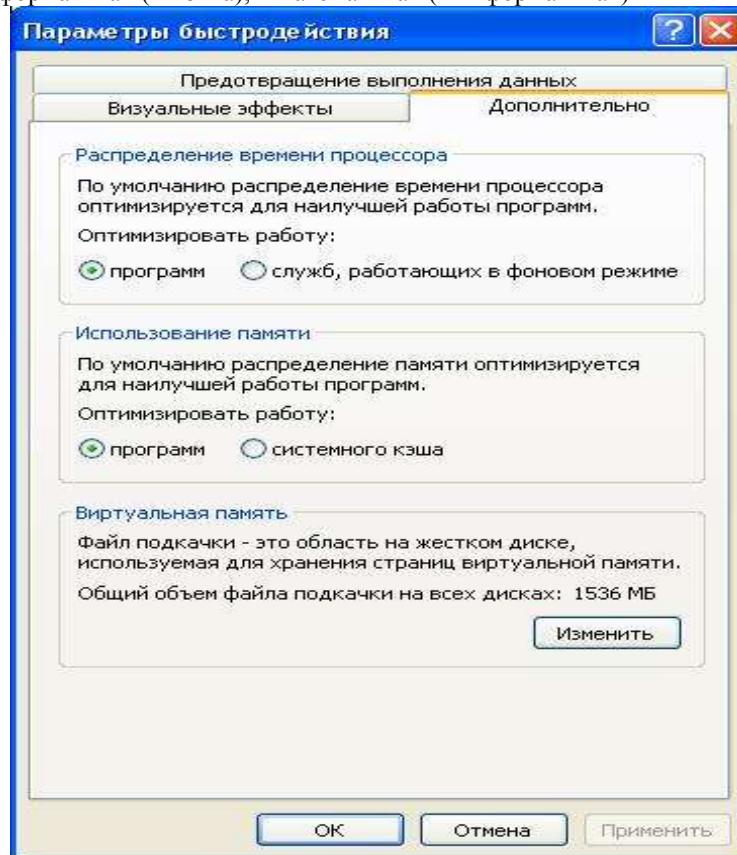 Параметры быстродействия
Предотвращение выполнения данных
Визуальные эффекты
Дополнительно
Распределение времени процессора
По умолчанию распределение времени процессора
оптимизируется для наилучшей работы программ.
Оптимизировать работу:
программ служб, работающих в фоновом режиме
Использование памяти
По умолчанию распределение памяти оптимизируется
для наилучшей работы программ.
Оптимизировать работу:
программ системного кэша
Виртуальная память
Файл подкачки - это область на жестком диске,
используемая для хранения страниц виртуальной памяти.
Общий объем файла подкачки на всех дисках: 1536 МБ
Изменить
ОК Отмена Применить